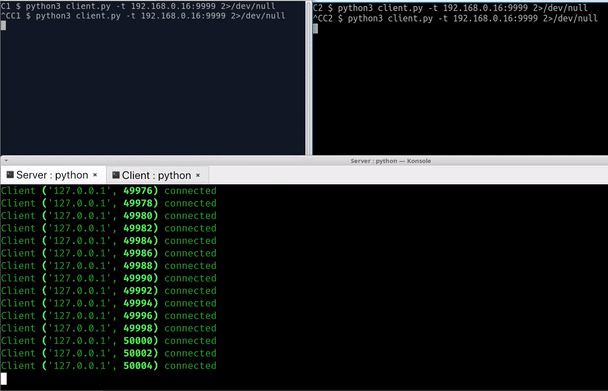 C1 $ python3 client.py -t 192.168.0.16:9999 2>/dev/null
^CC1 $ python3 client.py -t 192.168.0.16:9999 2>/dev/null
C2 $ python3 client.py -t 192.168.0.16:9999 2>/dev/null
^CC2 $ python3 client.py -t 192.168.0.16:9999 2>/dev/null
Server : python — Konsole
Server : python × Client : python ×
Client ('127.0.0.1', 49976) connected
Client ('127.0.0.1', 49978) connected
Client ('127.0.0.1', 49980) connected
Client ('127.0.0.1', 49982) connected
Client ('127.0.0.1', 49984) connected
Client ('127.0.0.1', 49986) connected
Client ('127.0.0.1', 49988) connected
Client ('127.0.0.1', 49990) connected
Client ('127.0.0.1', 49992) connected
Client ('127.0.0.1', 49994) connected
Client ('127.0.0.1', 49996) connected
Client ('127.0.0.1', 49998) connected
Client ('127.0.0.1', 50000) connected
Client ('127.0.0.1', 50002) connected
Client ('127.0.0.1', 50004) connected